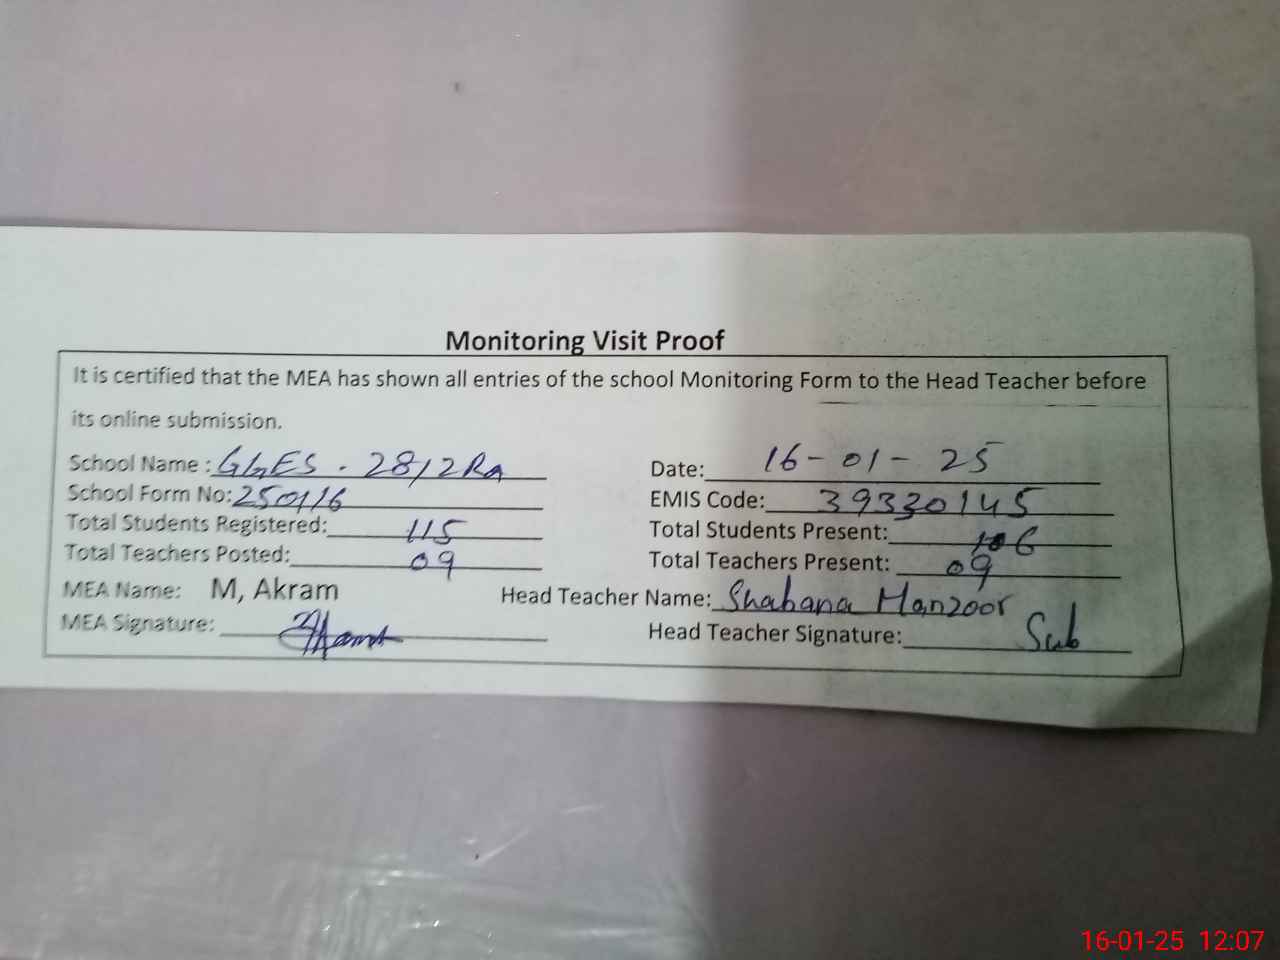 Monitoring Visit Proof
It is certified that the MEA has shown all entries of the school Monitoring Form to the Head Teacher before
its online submission.
School Name : GGES . 28/2Ra Date: 16-01-25
School Form No: 250116 EMIS Code: 39330145
Total Students Registered: 115 Total Students Present: 106
Total Teachers Posted: 09 Total Teachers Present: 09
MEA Name: M, Akram Head Teacher Name: Shabana Manzoor
MEA Signature: Head Teacher Signature: Sub
16-01-25 12:07